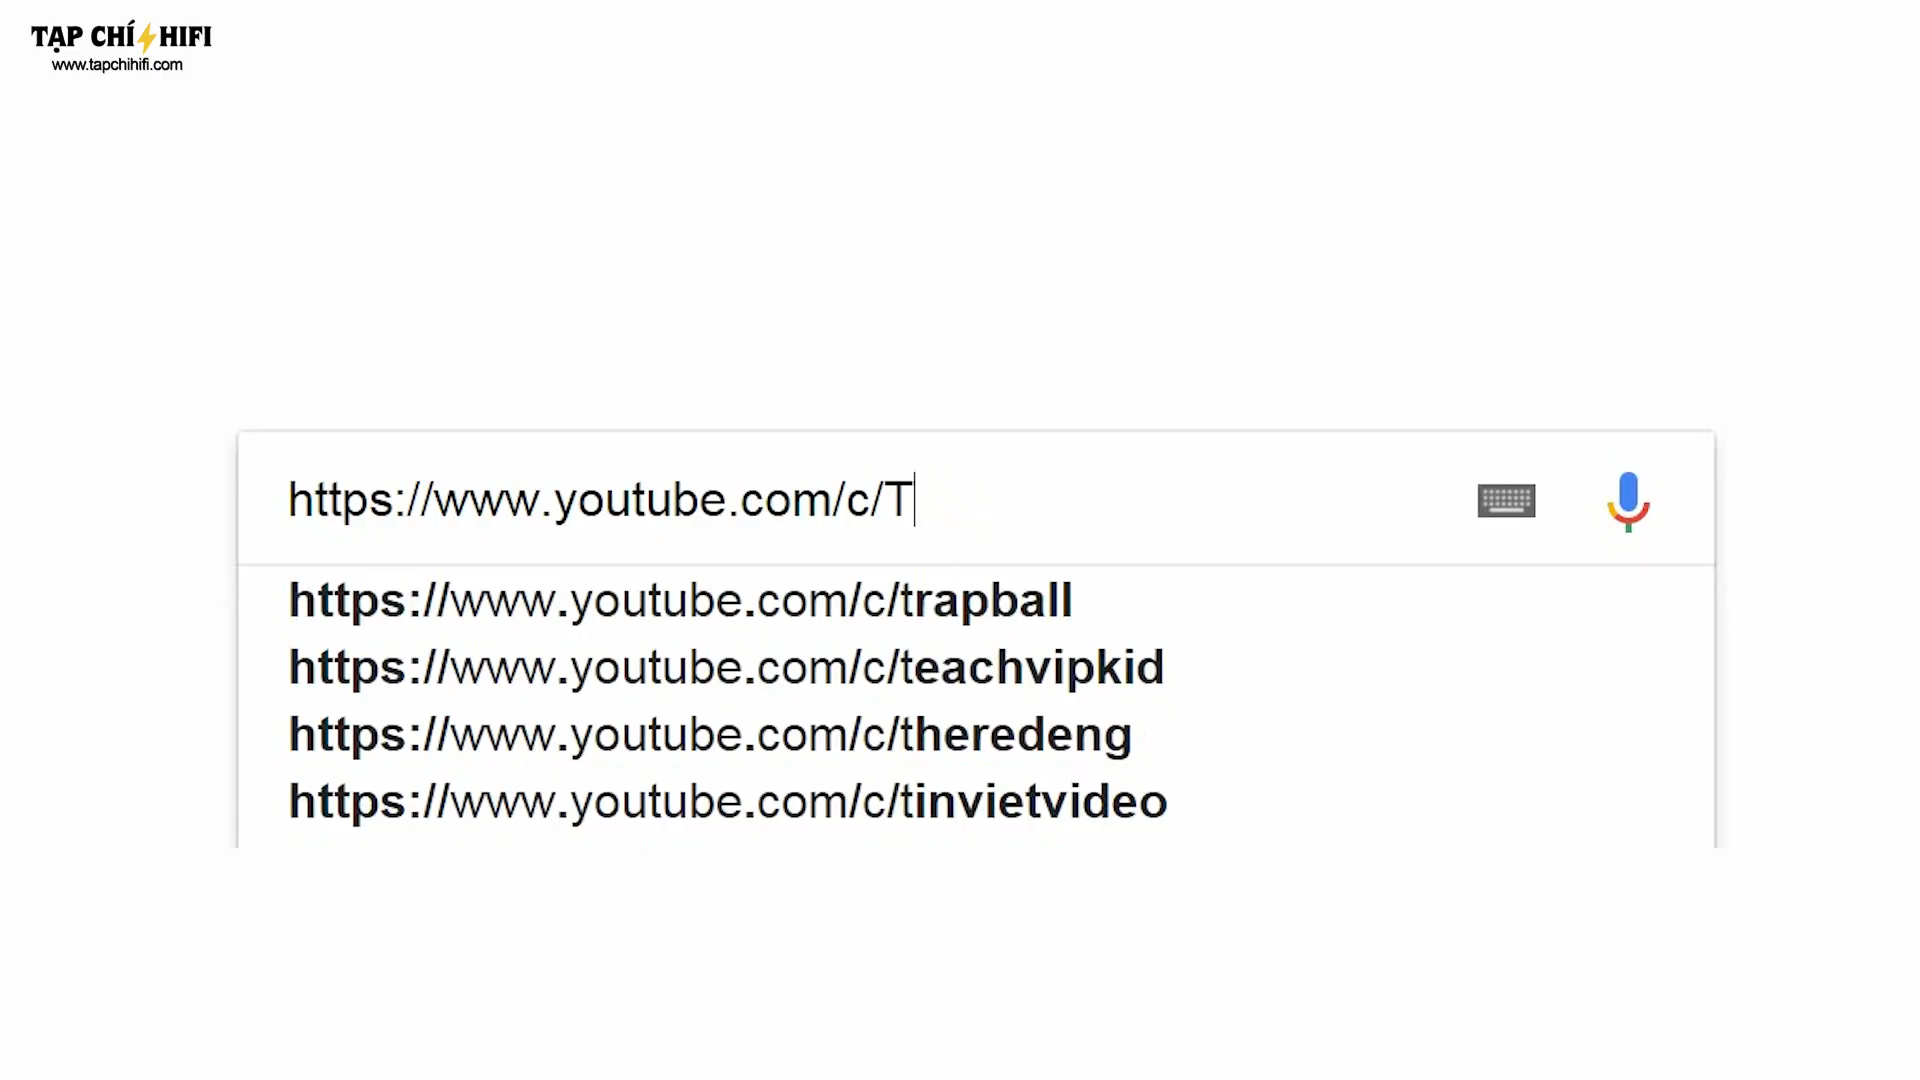 TẠP CHÍ HIFI
www.tapchihifi.com
https://www.youtube.com/c/T
https://www.youtube.com/c/trapball
https://www.youtube.com/c/teachvipkid
https://www.youtube.com/c/theredeng
https://www.youtube.com/c/tinvietvideo